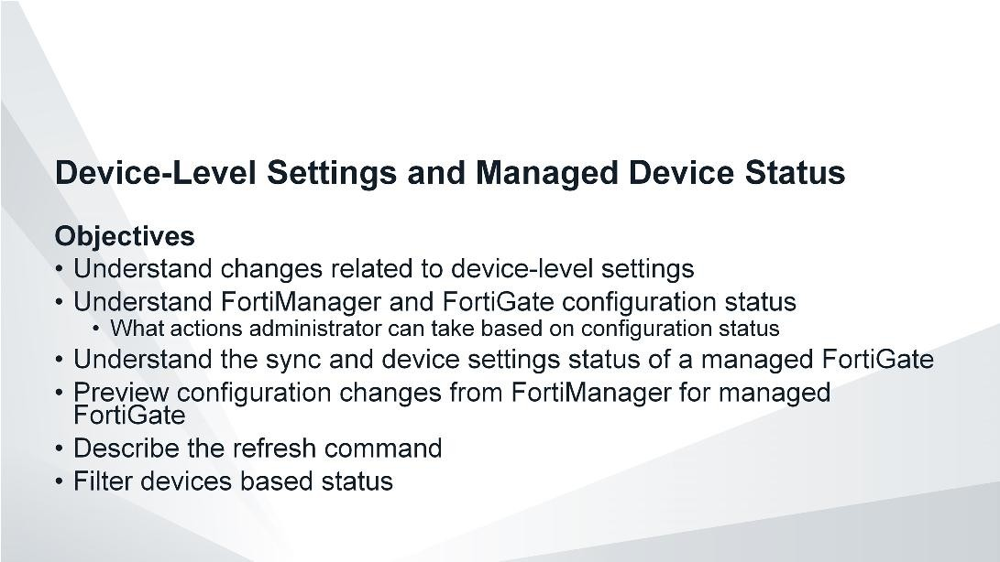 Device-Level Settings and Managed Device Status
Objectives
• Understand changes related to device-level settings
• Understand FortiManager and FortiGate configuration status
• What actions administrator can take based on configuration status
• Understand the sync and device settings status of a managed FortiGate
• Preview configuration changes from FortiManager for managed
FortiGate
• Describe the refresh command
• Filter devices based status